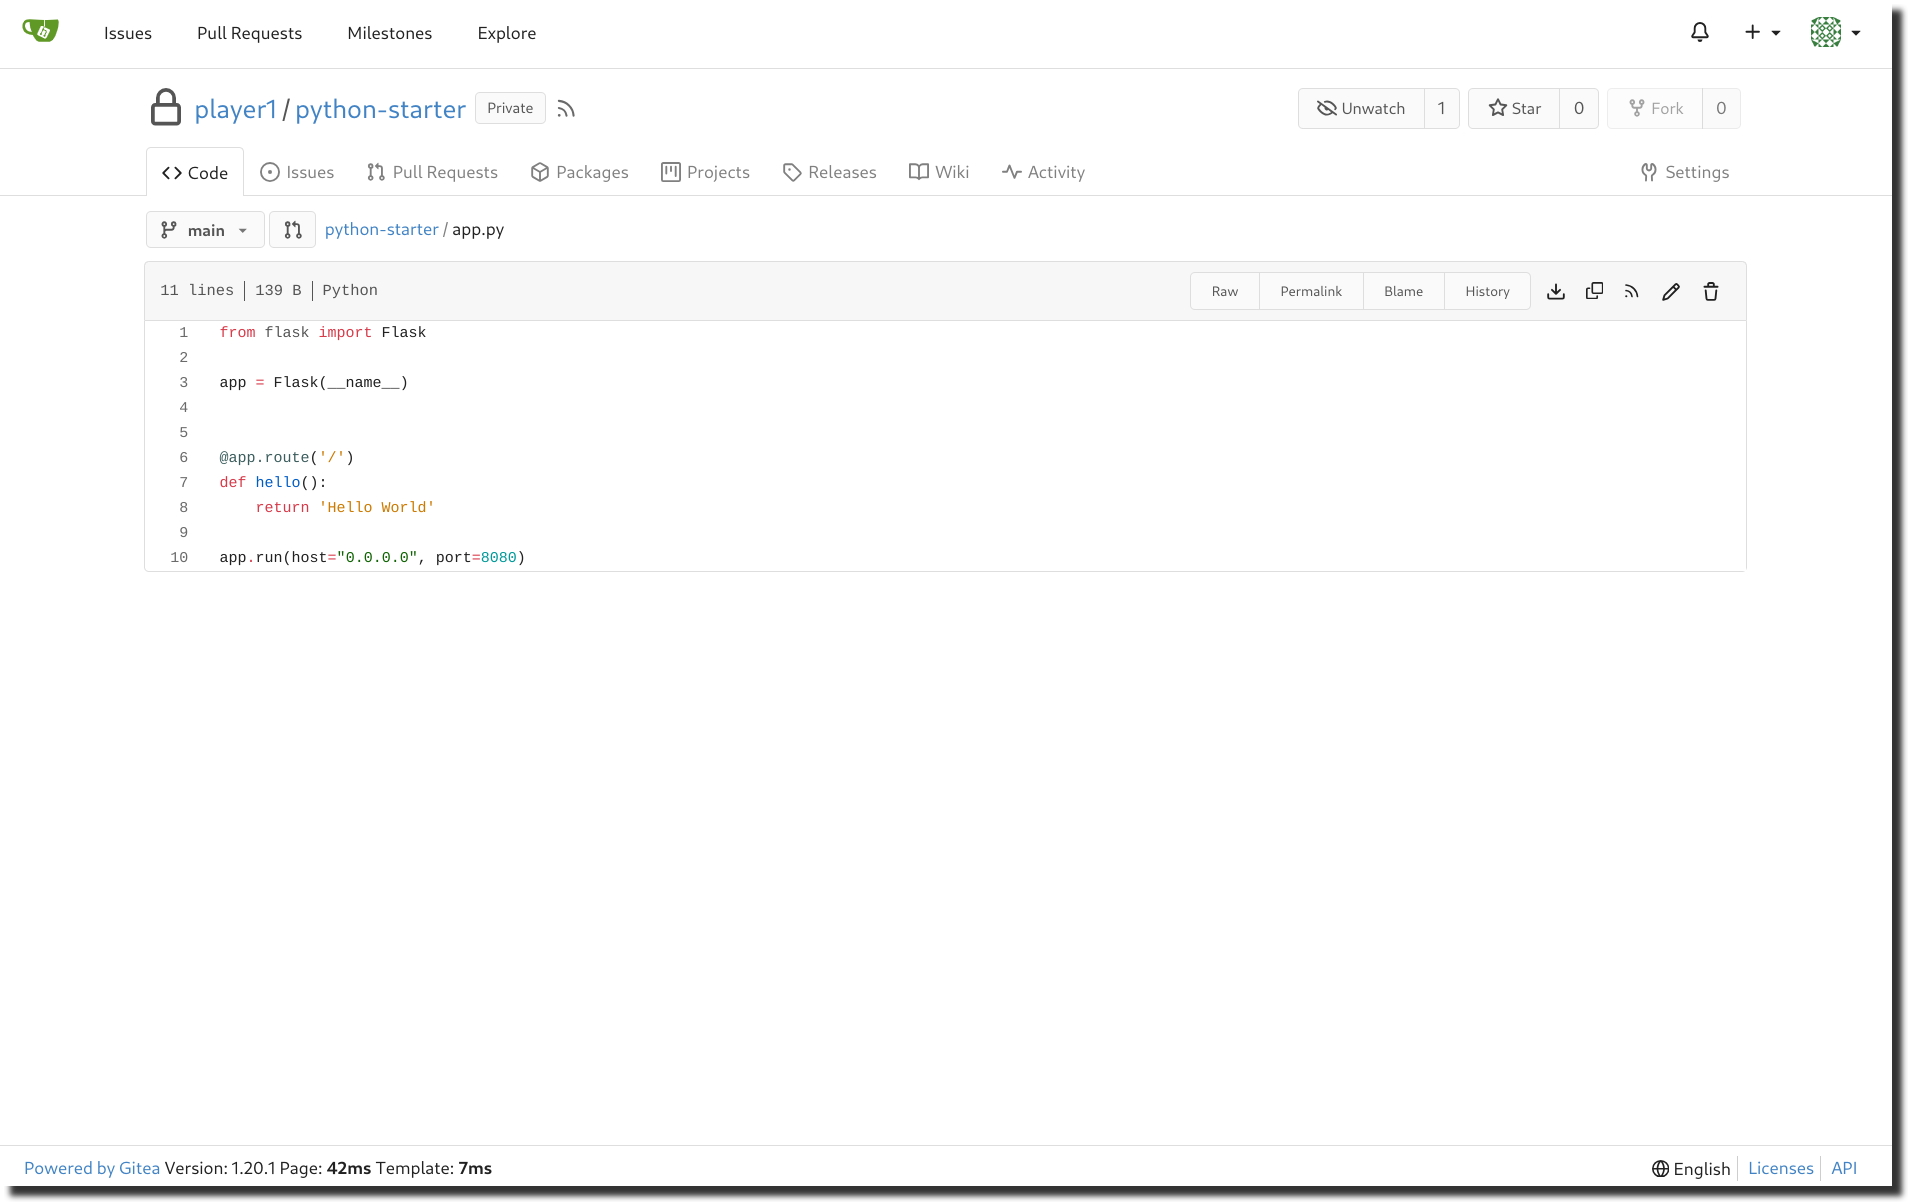 Issues Pull Requests Milestones Explore
player1/python-starter Private Unwatch 1 Star 0 Fork 0
Code Issues Pull Requests Packages Projects Releases Wiki Activity Settings
main python-starter/app.py
11 lines 139 B Python Raw Permalink Blame History
1 from flask import Flask
2
3 app = Flask(__name__)
4
5
6 @app.route('/')
7 def hello():
8     return 'Hello World'
9
10 app.run(host="0.0.0.0", port=8080)
Powered by Gitea Version: 1.20.1 Page: 42ms Template: 7ms English Licenses API